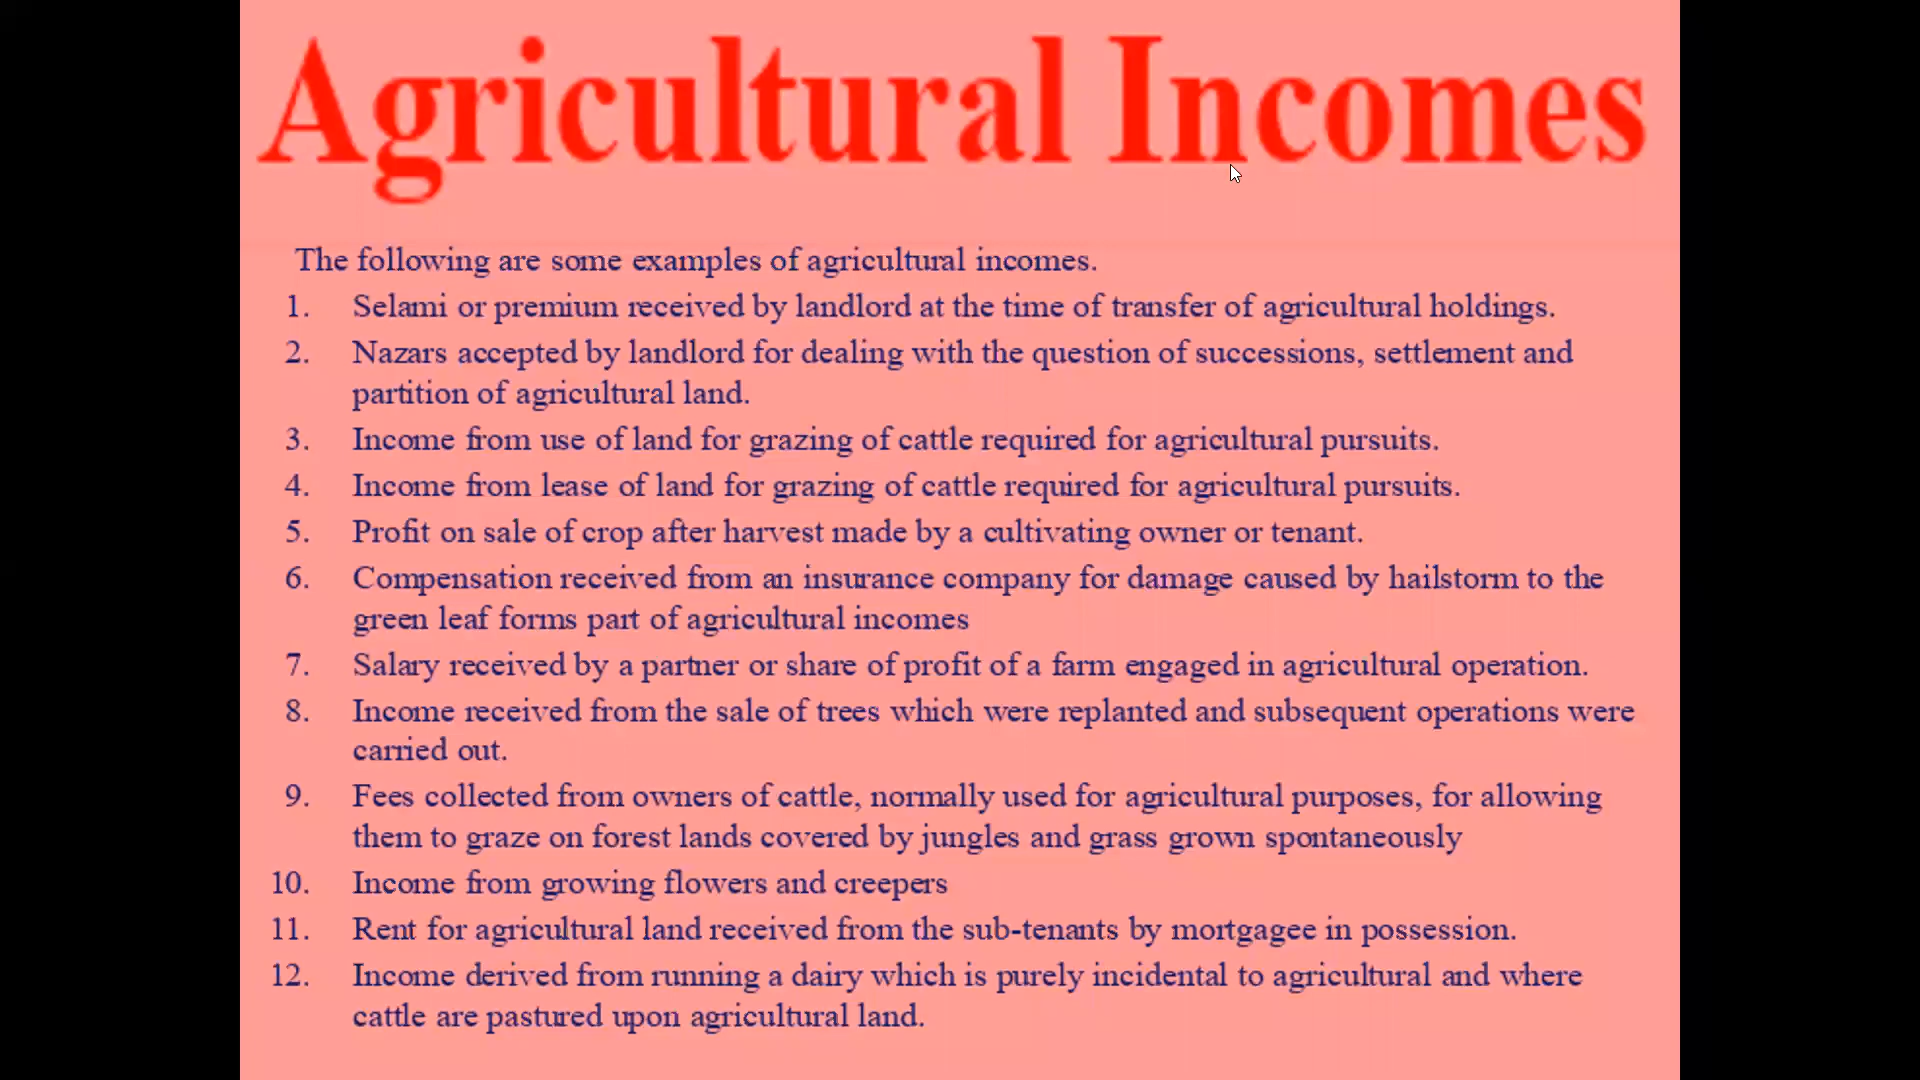 Agricultural Incomes
The following are some examples of agricultural incomes.
1. Selami or premium received by landlord at the time of transfer of agricultural holdings.
2. Nazars accepted by landlord for dealing with the question of successions, settlement and
partition of agricultural land.
3. Income from use of land for grazing of cattle required for agricultural pursuits.
4. Income from lease of land for grazing of cattle required for agricultural pursuits.
5. Profit on sale of crop after harvest made by a cultivating owner or tenant.
6. Compensation received from an insurance company for damage caused by hailstorm to the
green leaf forms part of agricultural incomes
7. Salary received by a partner or share of profit of a farm engaged in agricultural operation.
8. Income received from the sale of trees which were replanted and subsequent operations were
carried out.
9. Fees collected from owners of cattle, normally used for agricultural purposes, for allowing
them to graze on forest lands covered by jungles and grass grown spontaneously
10. Income from growing flowers and creepers
11. Rent for agricultural land received from the sub-tenants by mortgagee in possession.
12. Income derived from running a dairy which is purely incidental to agricultural and where
cattle are pastured upon agricultural land.